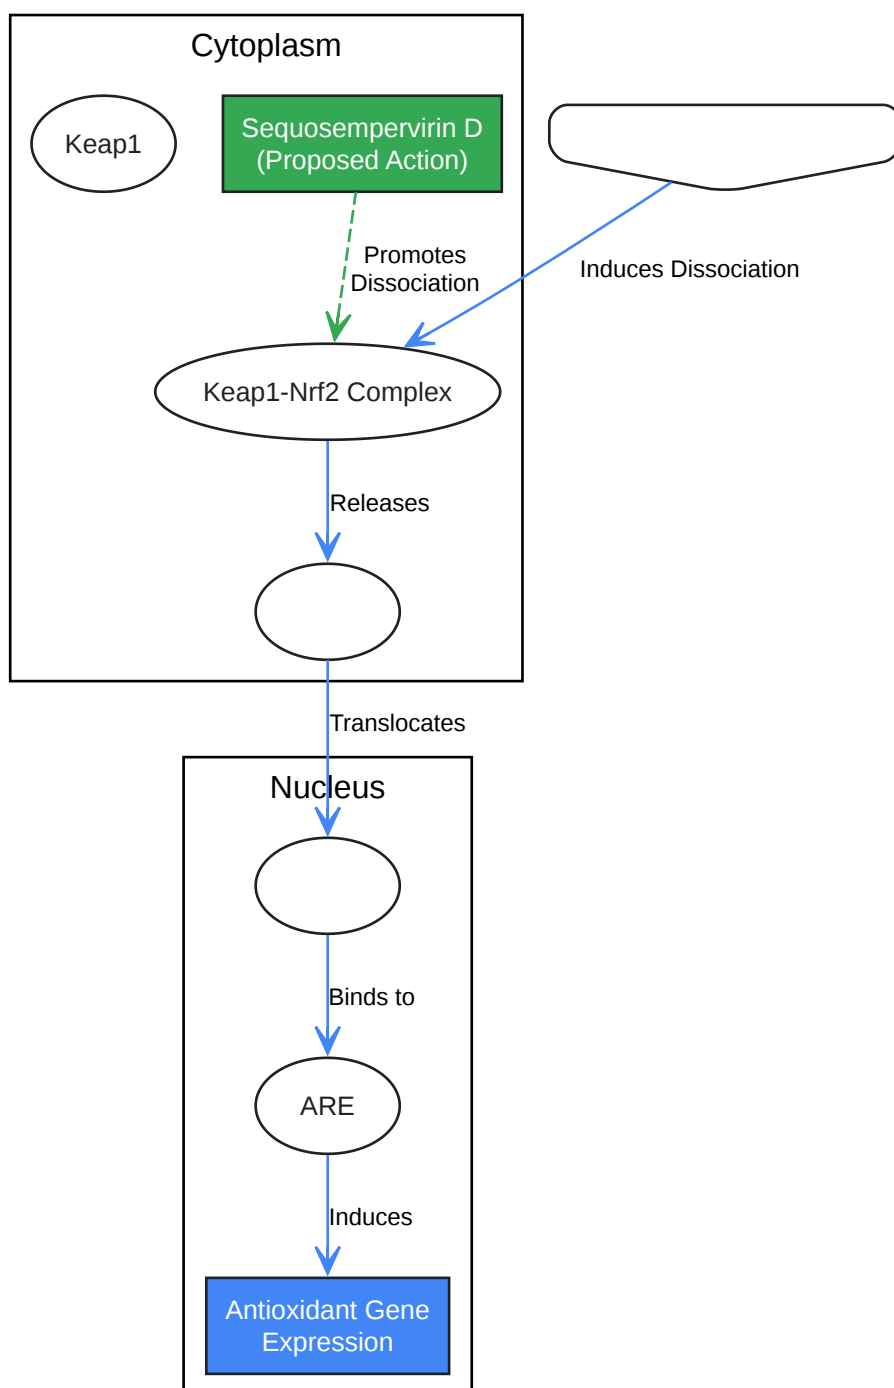 Cytoplasm
Keap1
Sequosempervirin D
(Proposed Action)
Promotes
Dissociation
Induces Dissociation
Keap1-Nrf2 Complex
Releases
Translocates
Nucleus
Binds to
ARE
Induces
Antioxidant Gene
Expression